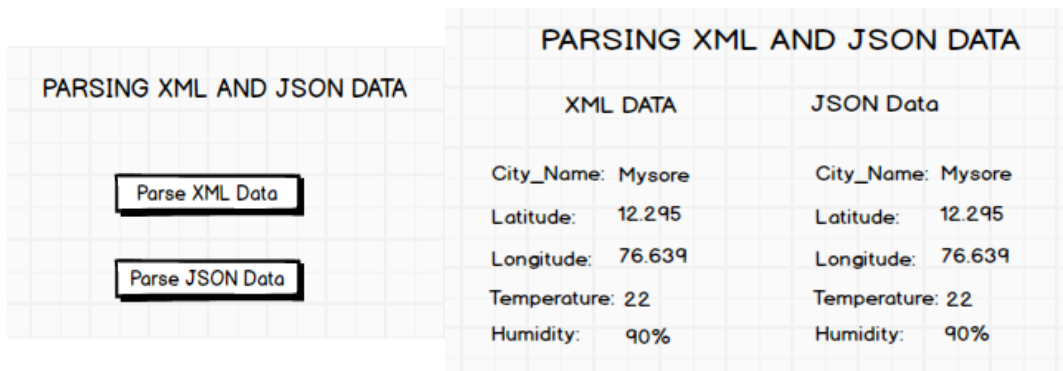 PARSING XML AND JSON DATA
Parse XML Data
Parse JSON Data
PARSING XML AND JSON DATA
XML DATA
City_Name: Mysore
Latitude: 12.295
Longitude: 76.639
Temperature: 22
Humidity: 90%
JSON Data
City_Name: Mysore
Latitude: 12.295
Longitude: 76.639
Temperature: 22
Humidity: 90%